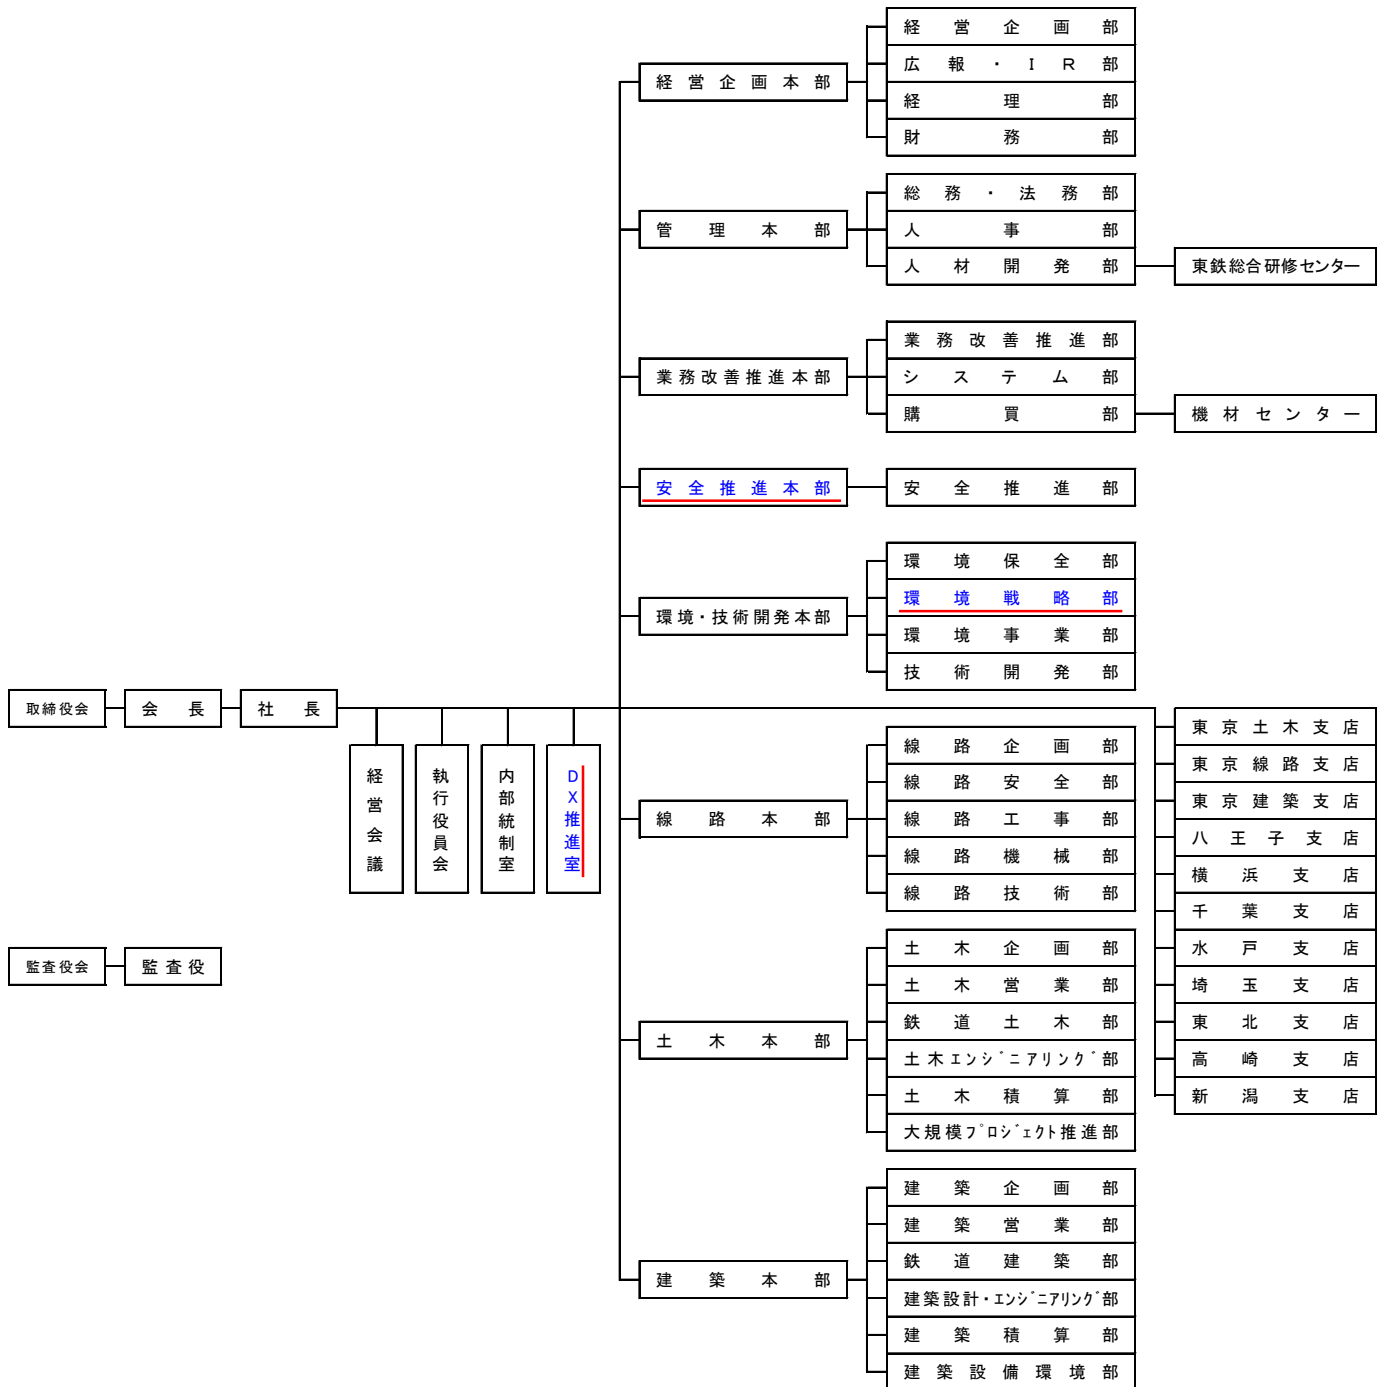 取締役会
会長
社長
経営会議
執行役員会
内部統制室
DX推進室
監査役会
監査役
経営企画本部
経営企画部
広報・IR部
経理部
財務部
管理本部
総務・法務部
人事部
人材開発部
東鉄総合研修センター
業務改善推進本部
業務改善推進部
システム部
購買部
機材センター
安全推進本部
安全推進部
環境・技術開発本部
環境保全部
環境戦略部
環境事業部
技術開発部
線路本部
線路企画部
線路安全部
線路工事部
線路機械部
線路技術部
土木本部
土木企画部
土木営業部
鉄道土木部
土木ｴﾝｼﾞﾆｱﾘﾝｸﾞ部
土木積算部
大規模ﾌﾟﾛｼﾞｪｸﾄ推進部
建築本部
建築企画部
建築営業部
鉄道建築部
建築設計・ｴﾝｼﾞﾆｱﾘﾝｸﾞ部
建築積算部
建築設備環境部
東京土木支店
東京線路支店
東京建築支店
八王子支店
横浜支店
千葉支店
水戸支店
埼玉支店
東北支店
高崎支店
新潟支店